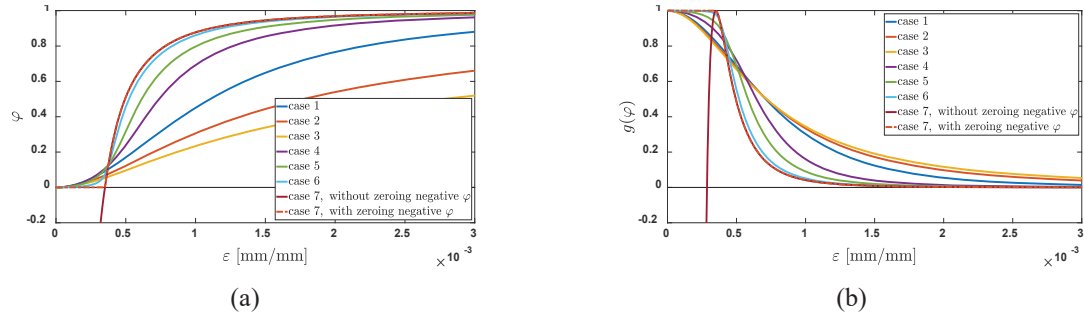 1
0.8
0.6
0.4
0.2
0
-0.2
φ
case 1
case 2
case 3
case 4
case 5
case 6
case 7, without zeroing negative φ
case 7, with zeroing negative φ
0 0.5 1 1.5 2 2.5 3
ε [mm/mm]
×10 -3
(a)
1
0.8
0.6
0.4
0.2
0
-0.2
g(φ)
case 1
case 2
case 3
case 4
case 5
case 6
case 7, without zeroing negative φ
case 7, with zeroing negative φ
0 0.5 1 1.5 2 2.5 3
ε [mm/mm]
×10 -3
(b)